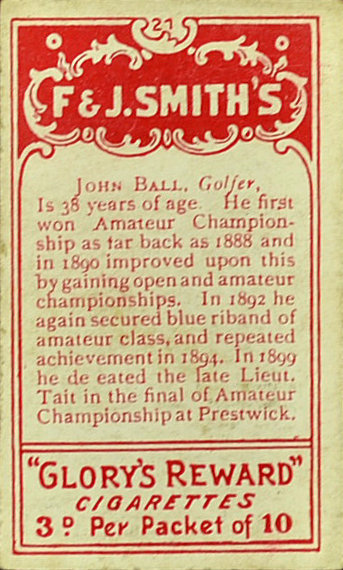 27
F & J. SMITH'S
JOHN BALL, Golfer,
Is 38 years of age. He first
won Amateur Champion-
ship as far back as 1888 and
in 1890 improved upon this
by gaining open and amateur
championships. In 1892 he
again secured blue riband of
amateur class, and repeated
achievement in 1894. In 1899
he de eated the late Lieut.
Tait in the final of Amateur
Championship at Prestwick.
"GLORY'S REWARD"
CIGARETTES
3D Per Packet of 10